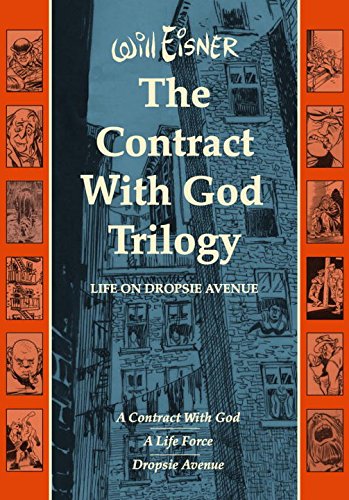 Will EISNER
The
Contract
With God
Trilogy
LIFE ON DROPSIE AVENUE
A Contract With God
A Life Force
Dropsie Avenue